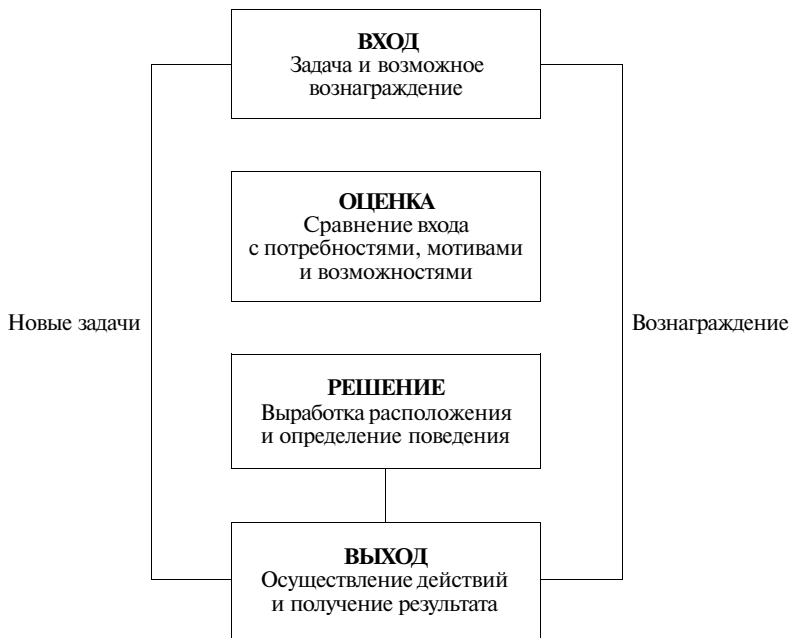 ВХОД
Задача и возможное
вознаграждение
ОЦЕНКА
Сравнение входа
с потребностями, мотивами
и возможностями
Новые задачи
Вознаграждение
РЕШЕНИЕ
Выработка расположения
и определение поведения
ВЫХОД
Осуществление действий
и получение результата